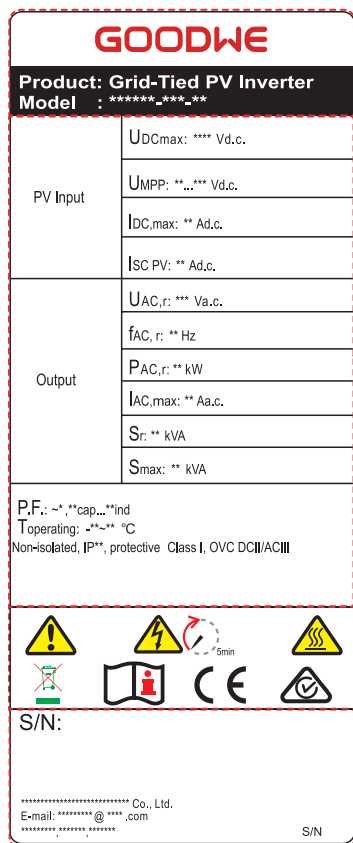 GOODWE
Product: Grid-Tied PV Inverter
Model : ******-***-**
PV Input
UDCmax: **** Vd.c.
UMPP: **...*** Vd.c.
IDC,max: ** Ad.c.
ISC PV: ** Ad.c.
Output
UAC,r: *** Va.c.
fAC, r: ** Hz
PAC,r: ** kW
IAC,max: ** Aa.c.
Sr: ** kVA
Smax: ** kVA
P.F.: ~*,**cap...**ind
Toperating: -**~** °C
Non-isolated, IP**, protective Class I, OVC DCII/ACIII
5min
CE
S/N:
*************************** Co., Ltd.
E-mail: ********* @ **** .com
*********,*******,*******
S/N